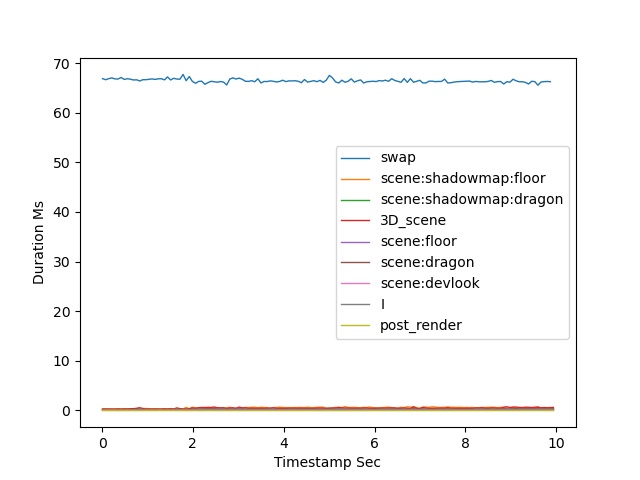 70
60
50
40
30
20
10
0
Duration Ms
swap
scene:shadowmap:floor
scene:shadowmap:dragon
3D_scene
scene:floor
scene:dragon
scene:devlook
I
post_render
0 2 4 6 8 10
Timestamp Sec